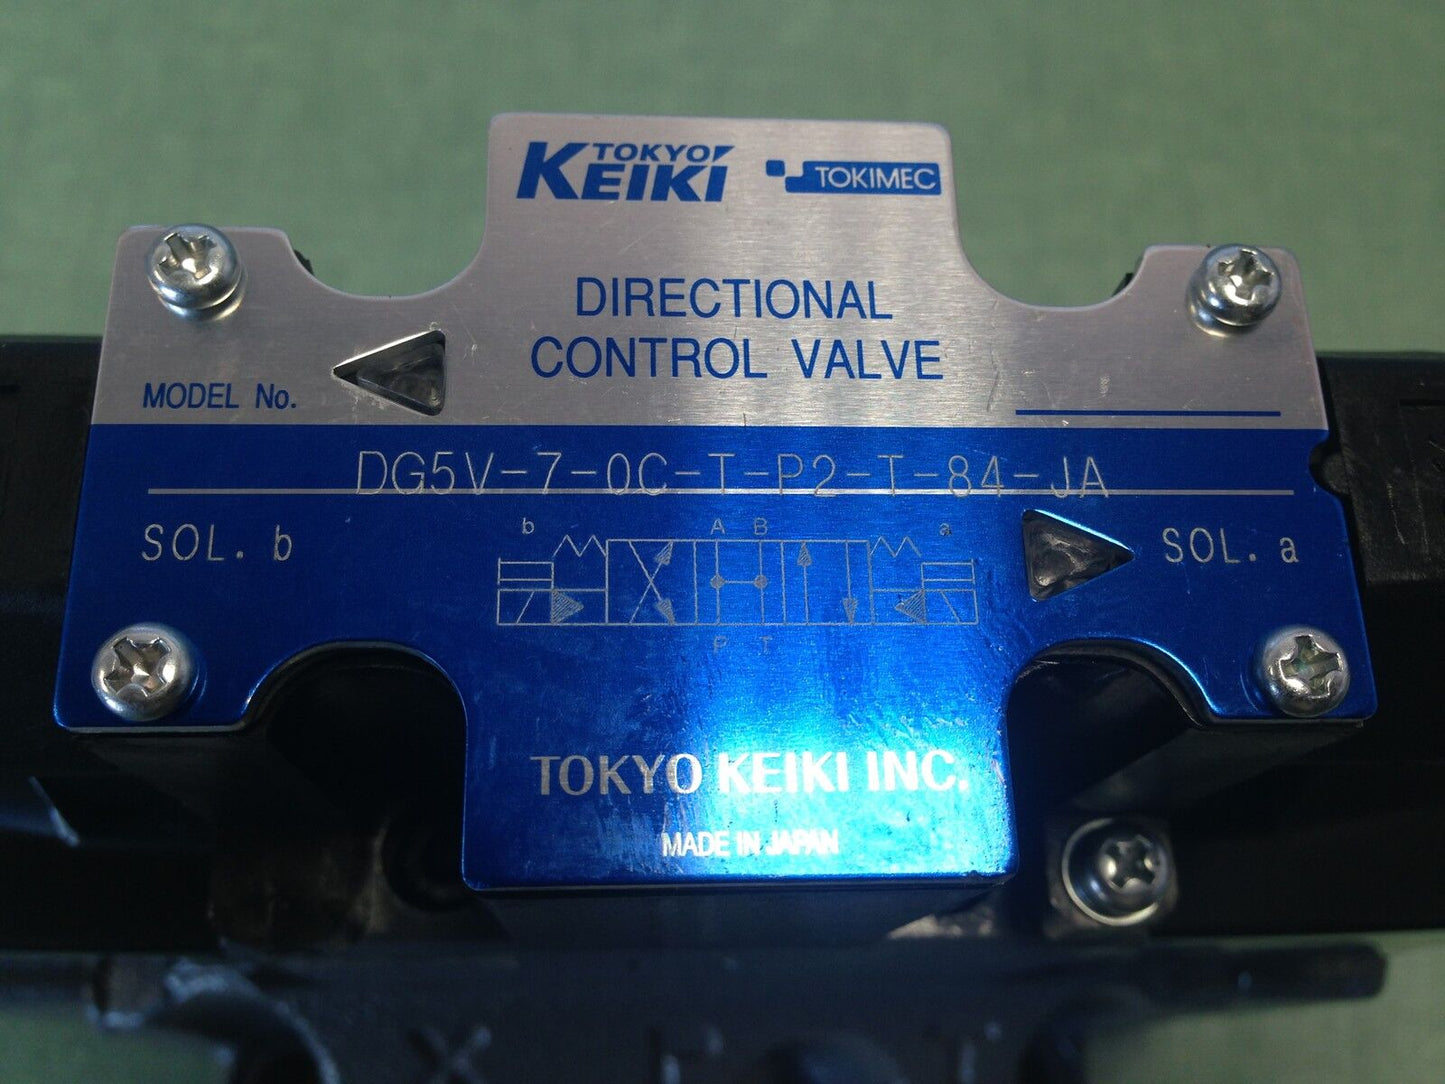 TOKYO KEIKI TOKIMEC
DIRECTIONAL
CONTROL VALVE
MODEL No.
DG5V-7-0C-T-P2-T-84-JA
b A B a
SOL. b SOL. a
P T
TOKYO KEIKI INC.
MADE IN JAPAN